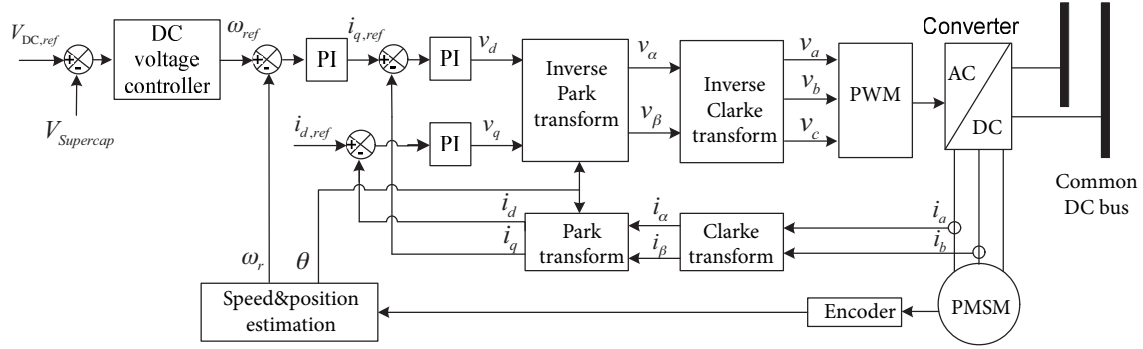 V_DC,ref
+
-
V_Supercap
DC
voltage
controller
ω_ref
+
-
PI
i_q,ref
+
-
PI
v_d
i_d,ref
+
-
PI
v_q
Inverse
Park
transform
v_α
v_β
Inverse
Clarke
transform
v_a
v_b
v_c
PWM
Converter
AC
DC
Common
DC bus
i_d
i_q
Park
transform
i_α
i_β
Clarke
transform
i_a
i_b
ω_r
θ
Speed&position
estimation
Encoder
PMSM